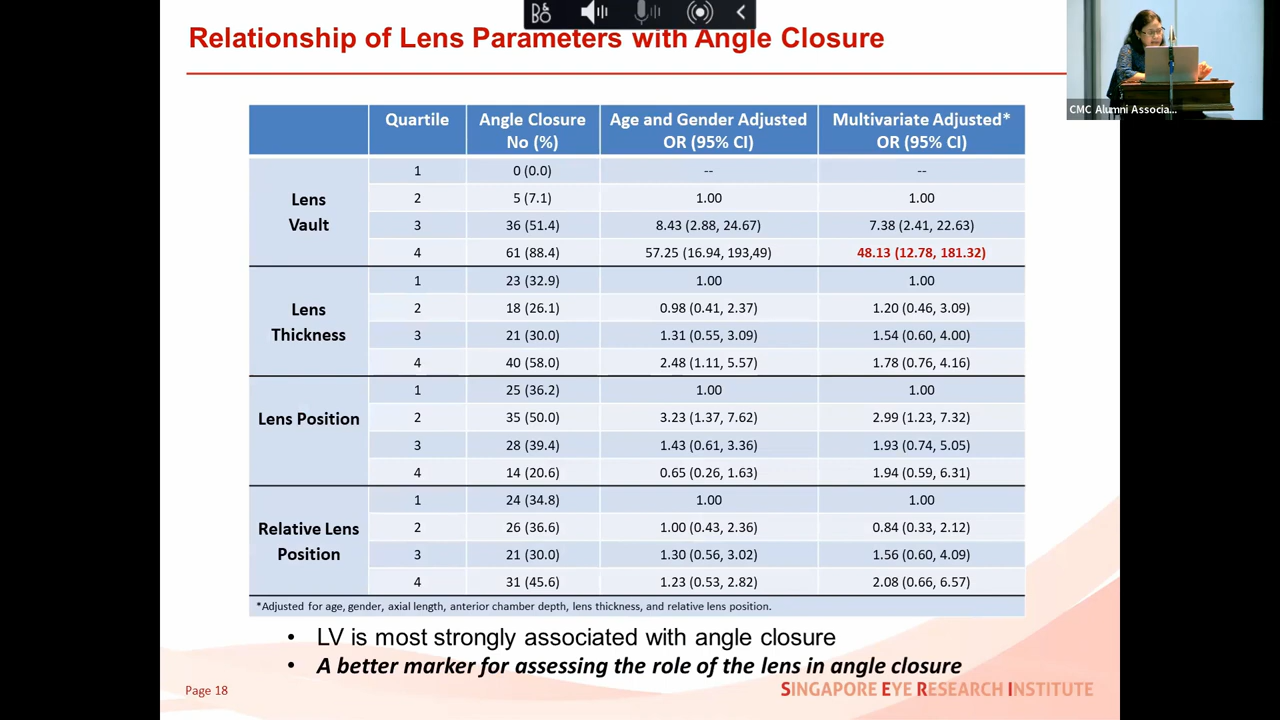 Relationship of Lens Parameters with Angle Closure
CMC Alumni Associa...
Quartile Angle Closure No (%) Age and Gender Adjusted OR (95% CI) Multivariate Adjusted* OR (95% CI)
Lens Vault
1 0 (0.0) -- --
2 5 (7.1) 1.00 1.00
3 36 (51.4) 8.43 (2.88, 24.67) 7.38 (2.41, 22.63)
4 61 (88.4) 57.25 (16.94, 193,49) 48.13 (12.78, 181.32)
Lens Thickness
1 23 (32.9) 1.00 1.00
2 18 (26.1) 0.98 (0.41, 2.37) 1.20 (0.46, 3.09)
3 21 (30.0) 1.31 (0.55, 3.09) 1.54 (0.60, 4.00)
4 40 (58.0) 2.48 (1.11, 5.57) 1.78 (0.76, 4.16)
Lens Position
1 25 (36.2) 1.00 1.00
2 35 (50.0) 3.23 (1.37, 7.62) 2.99 (1.23, 7.32)
3 28 (39.4) 1.43 (0.61, 3.36) 1.93 (0.74, 5.05)
4 14 (20.6) 0.65 (0.26, 1.63) 1.94 (0.59, 6.31)
Relative Lens Position
1 24 (34.8) 1.00 1.00
2 26 (36.6) 1.00 (0.43, 2.36) 0.84 (0.33, 2.12)
3 21 (30.0) 1.30 (0.56, 3.02) 1.56 (0.60, 4.09)
4 31 (45.6) 1.23 (0.53, 2.82) 2.08 (0.66, 6.57)
*Adjusted for age, gender, axial length, anterior chamber depth, lens thickness, and relative lens position.
• LV is most strongly associated with angle closure
• A better marker for assessing the role of the lens in angle closure
Page 18
SINGAPORE EYE RESEARCH INSTITUTE